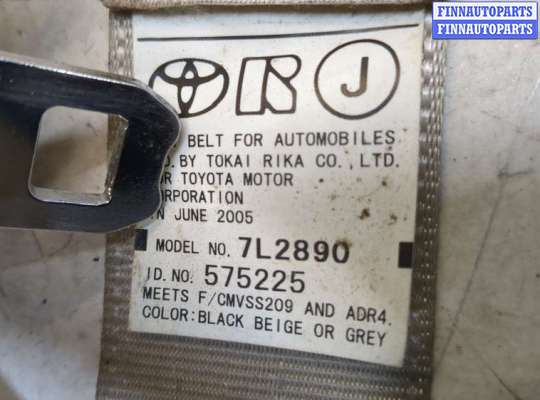 FINNAUTOPARTS
FINNAUTOPARTS
J
BELT FOR AUTOMOBILES
BY TOKAI RIKA CO., LTD.
TOYOTA MOTOR
JUNE 2005
MODEL NO. 7L2890
ID. NO. 575225
MEETS F/CMVSS209 AND ADR4.
COLOR:BLACK BEIGE OR GREY